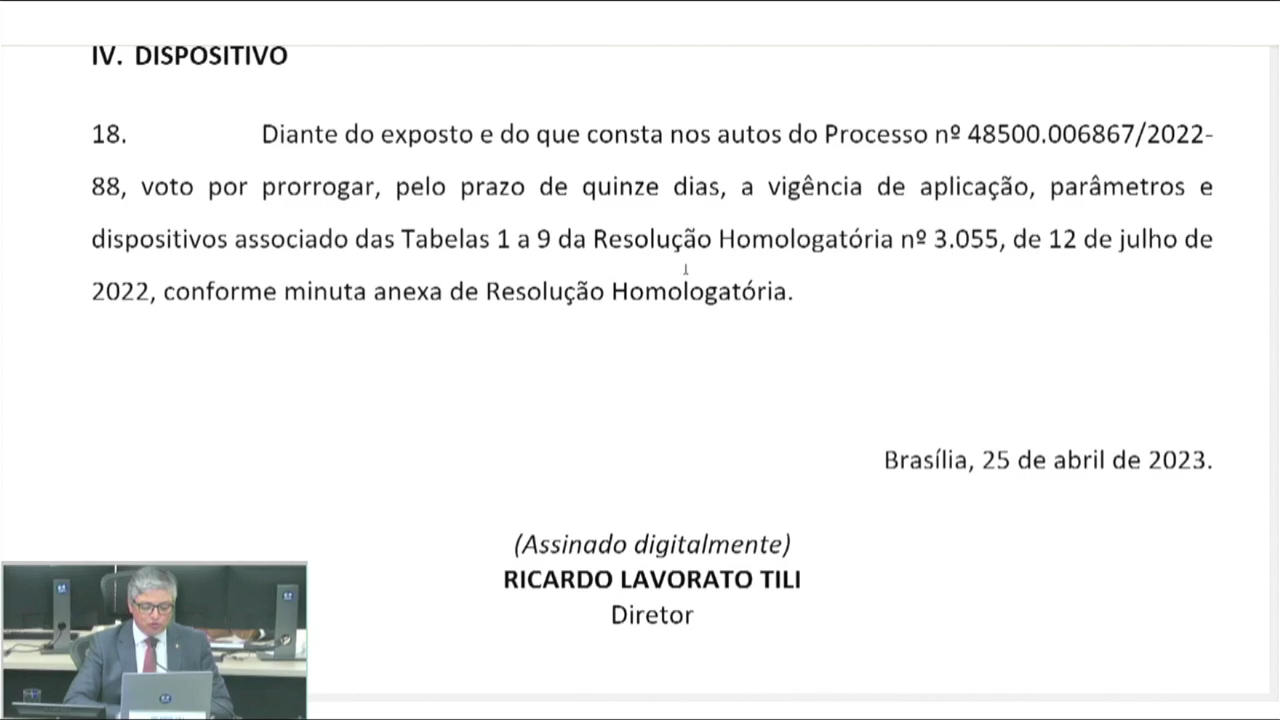 IV. DISPOSITIVO
18. Diante do exposto e do que consta nos autos do Processo nº 48500.006867/2022-
88, voto por prorrogar, pelo prazo de quinze dias, a vigência de aplicação, parâmetros e
dispositivos associado das Tabelas 1 a 9 da Resolução Homologatória nº 3.055, de 12 de julho de
2022, conforme minuta anexa de Resolução Homologatória.
Brasília, 25 de abril de 2023.
(Assinado digitalmente)
RICARDO LAVORATO TILI
Diretor